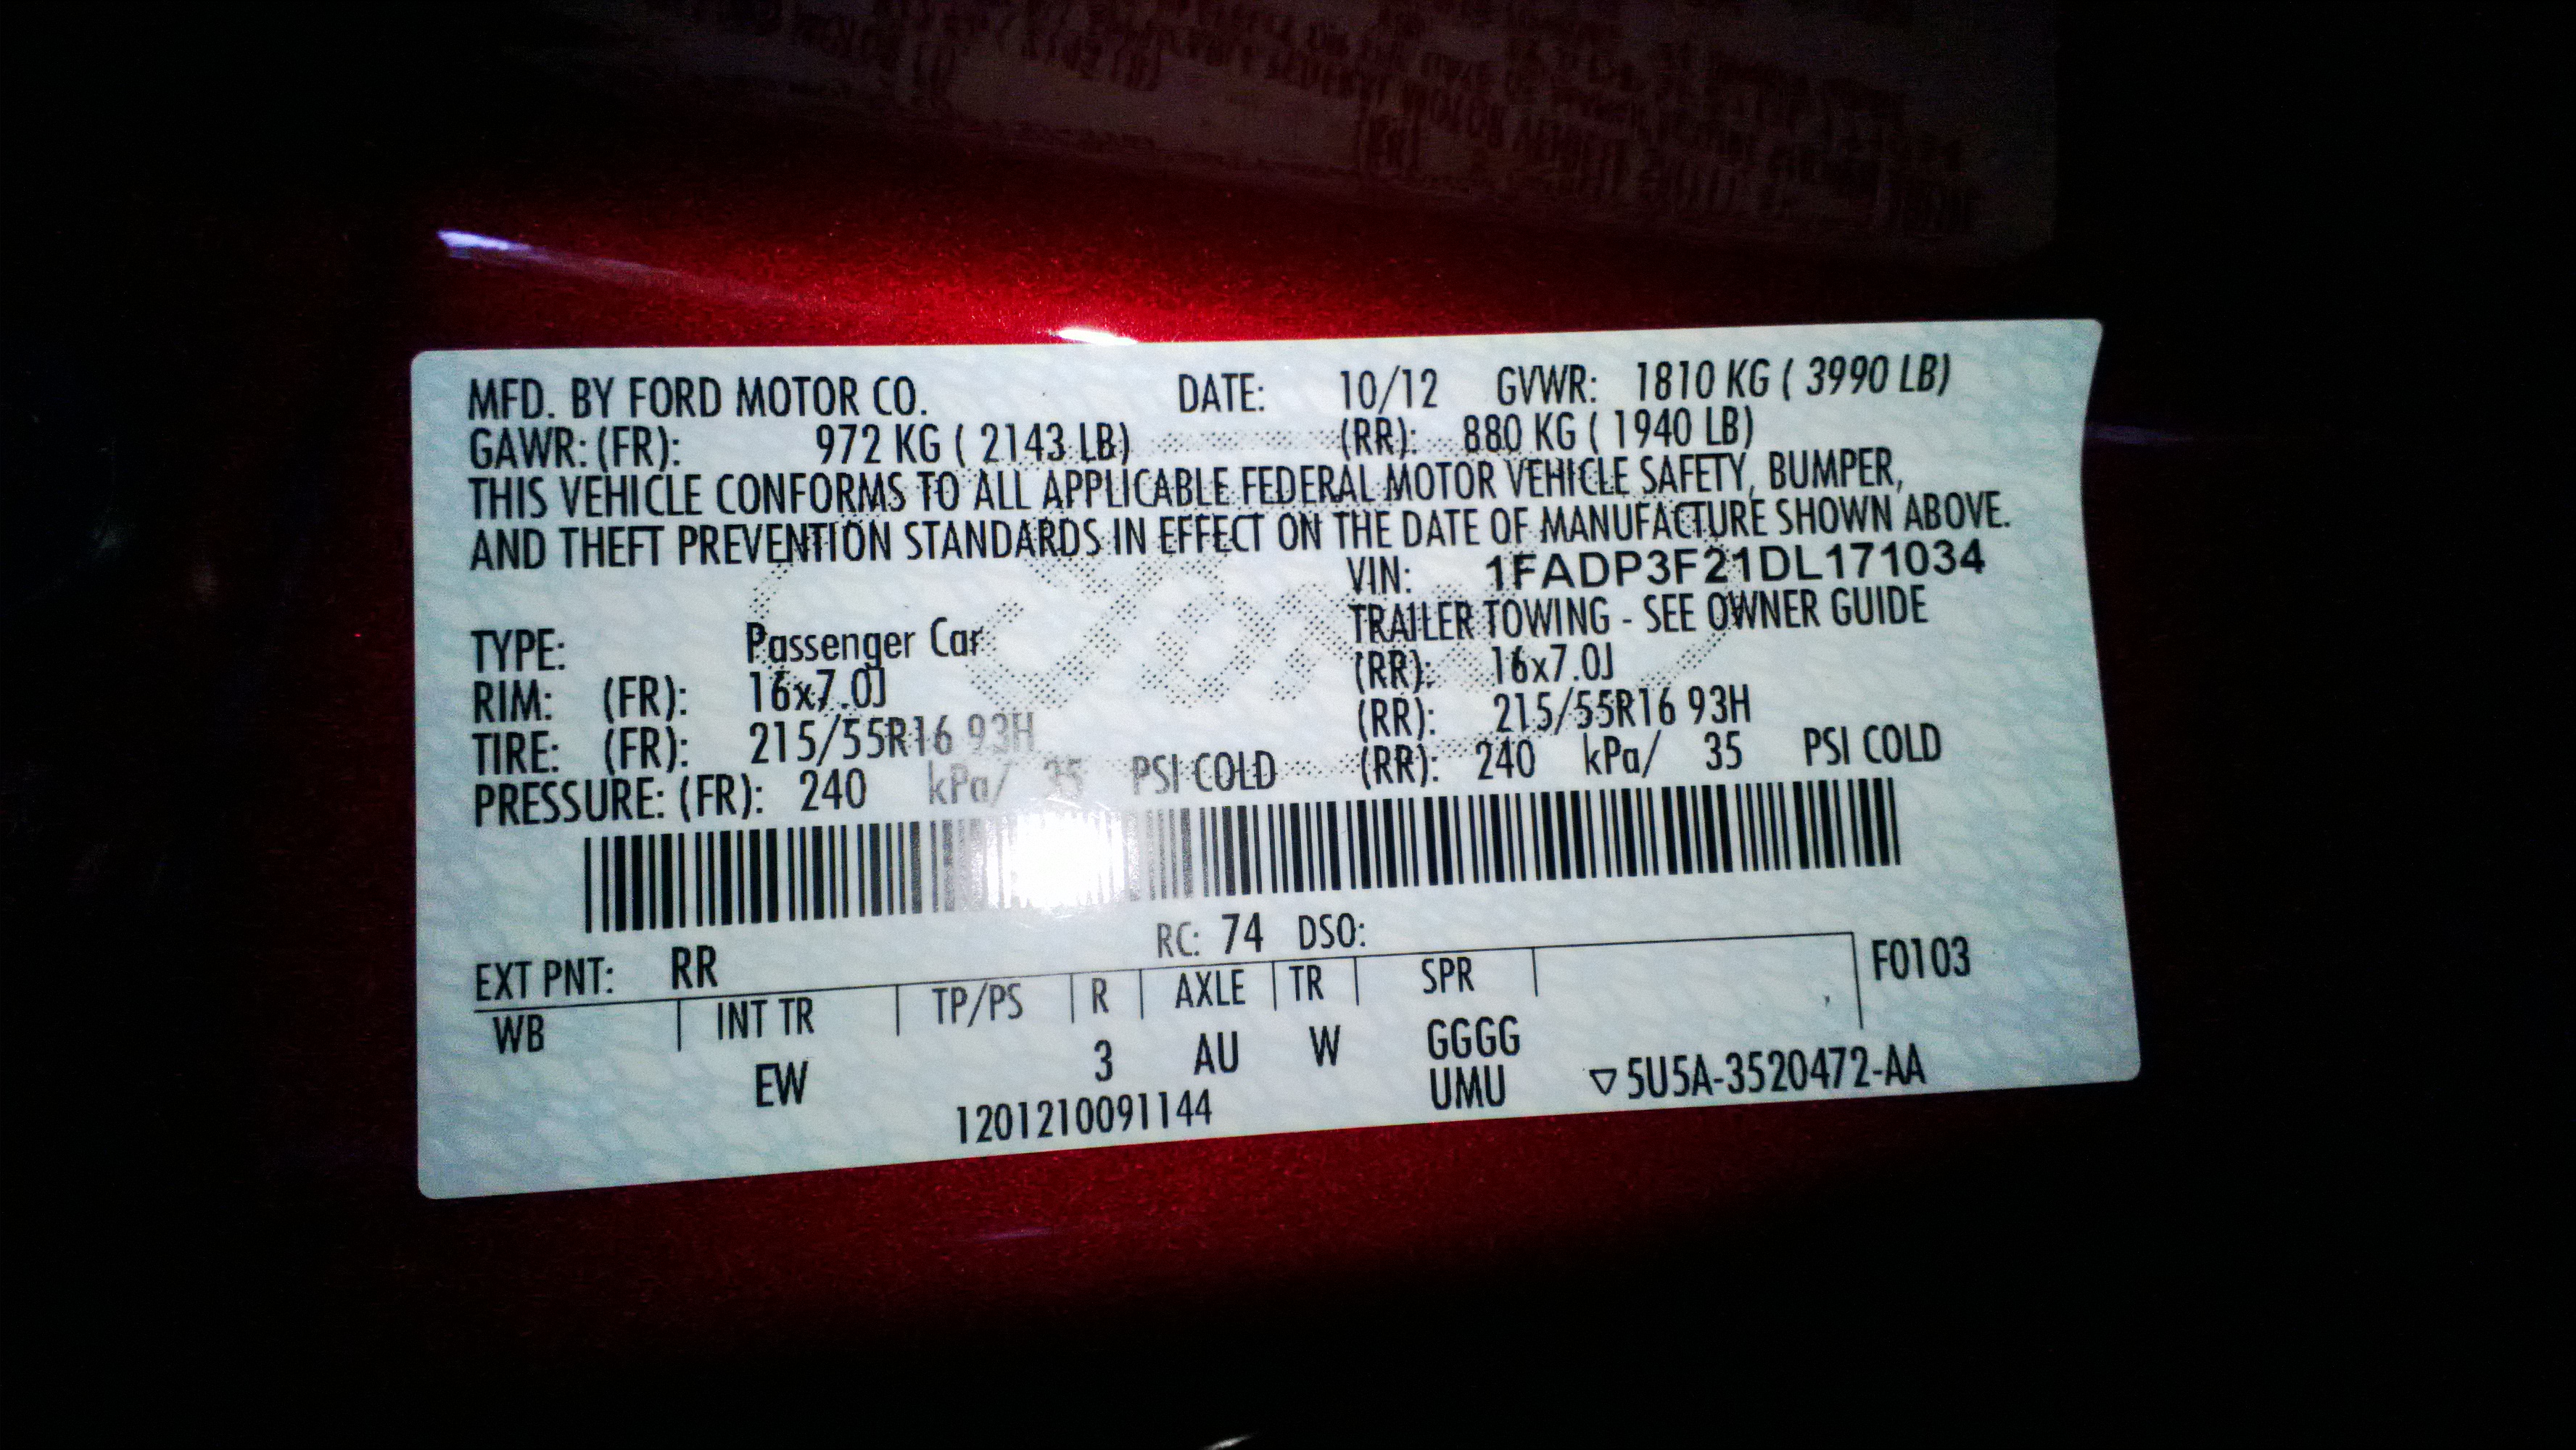 MFD. BY FORD MOTOR CO. DATE: 10/12 GVWR: 1810 KG ( 3990 LB)
GAWR: (FR): 972 KG ( 2143 LB) (RR): 880 KG ( 1940 LB)
THIS VEHICLE CONFORMS TO ALL APPLICABLE FEDERAL MOTOR VEHICLE SAFETY, BUMPER,
AND THEFT PREVENTION STANDARDS IN EFFECT ON THE DATE OF MANUFACTURE SHOWN ABOVE.
VIN: 1FADP3F21DL171034
TYPE: Passenger Car TRAILER TOWING - SEE OWNER GUIDE
RIM: (FR): 16x7.0J (RR): 16x7.0J
TIRE: (FR): 215/55R16 93H (RR): 215/55R16 93H
PRESSURE: (FR): 240 kPa/ 35 PSI COLD (RR): 240 kPa/ 35 PSI COLD
RC: 74 DSO:
EXT PNT: RR F0103
WB INT TR TP/PS R AXLE TR SPR
EW 3 AU W GGGG
UMU ▽5U5A-3520472-AA
1201210091144